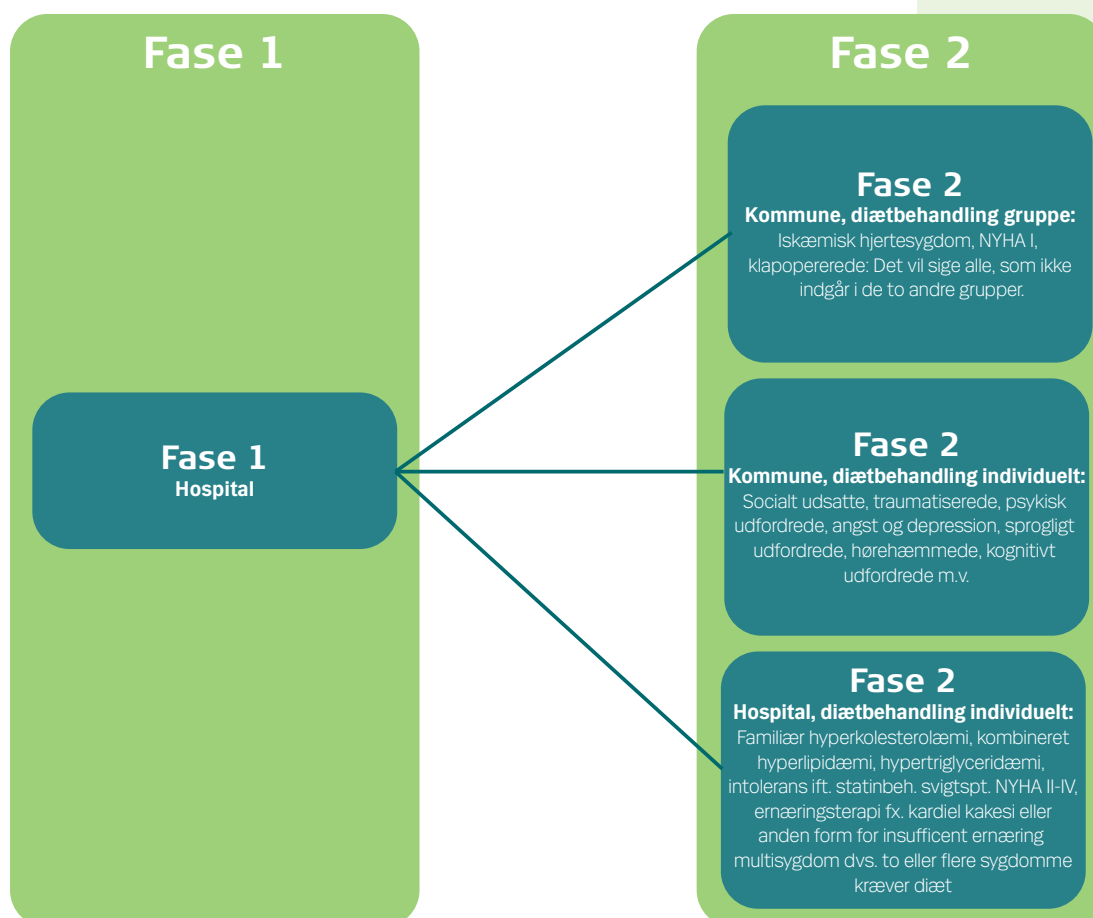 Fase 1
Fase 1
Hospital
Fase 2
Fase 2
Kommune, diætbehandling gruppe:
Iskæmisk hjertesygdom, NYHA I,
klapopererede: Det vil sige alle, som ikke
indgår i de to andre grupper.
Fase 2
Kommune, diætbehandling individuelt:
Socialt udsatte, traumatiserede, psykisk
udfordrede, angst og depression, sprogligt
udfordrede, hørehæmmede, kognitivt
udfordrede m.v.
Fase 2
Hospital, diætbehandling individuelt:
Familiær hyperkolesterolæmi, kombineret
hyperlipidæmi, hypertriglyceridæmi,
intolerans ift. statinbeh. svigtspt. NYHA II-IV,
ernæringsterapi fx. kardiel kakesi eller
anden form for insufficent ernæring
multisygdom dvs. to eller flere sygdomme
kræver diæt